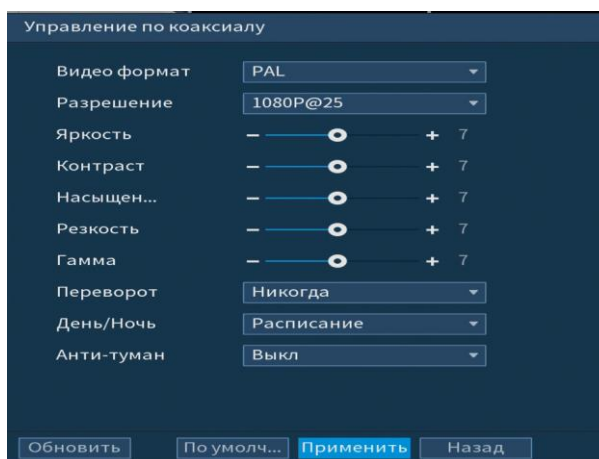 Управление по коаксиалу
Видео формат PAL
Разрешение 1080P@25
Яркость − + 7
Контраст − + 7
Насыщен... − + 7
Резкость − + 7
Гамма − + 7
Переворот Никогда
День/Ночь Расписание
Анти-туман Выкл
Обновить По умолч... Применить Назад